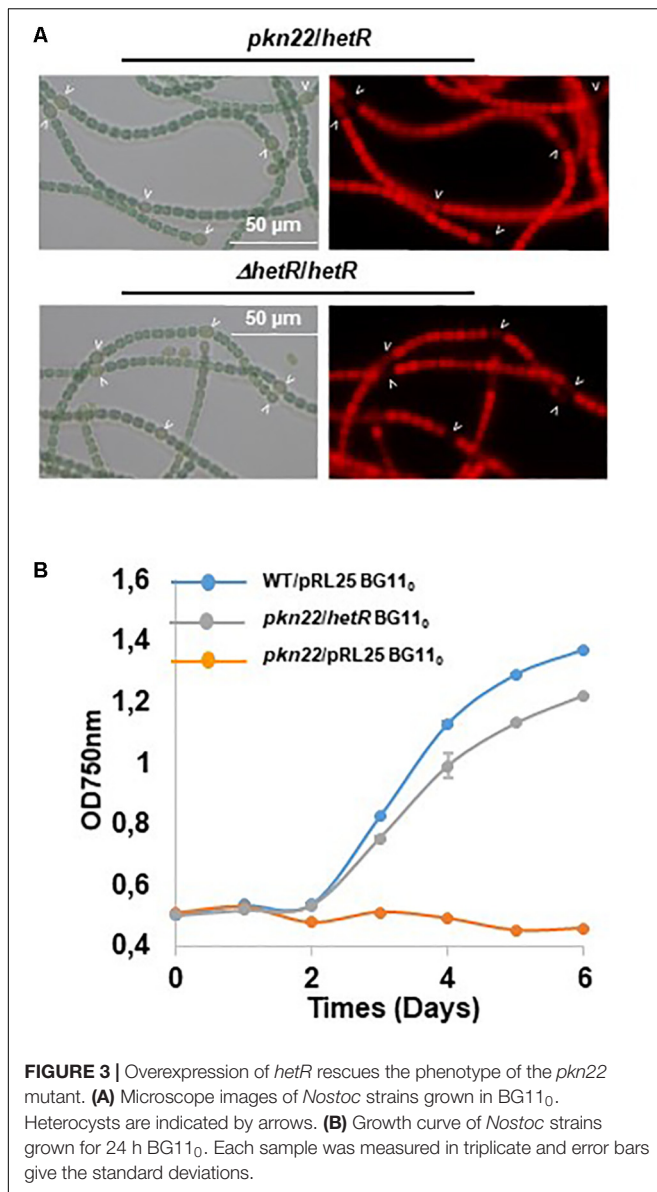 A
pkn22/hetR
50 µm
ΔhetR/hetR
50 µm
B
WT/pRL25 BG11₀
pkn22/hetR BG11₀
pkn22/pRL25 BG11₀
OD750nm
1,6
1,4
1,2
1
0,8
0,6
0,4
0 2 4 6
Times (Days)
FIGURE 3 | Overexpression of hetR rescues the phenotype of the pkn22
mutant. (A) Microscope images of Nostoc strains grown in BG11₀.
Heterocysts are indicated by arrows. (B) Growth curve of Nostoc strains
grown for 24 h BG11₀. Each sample was measured in triplicate and error bars
give the standard deviations.